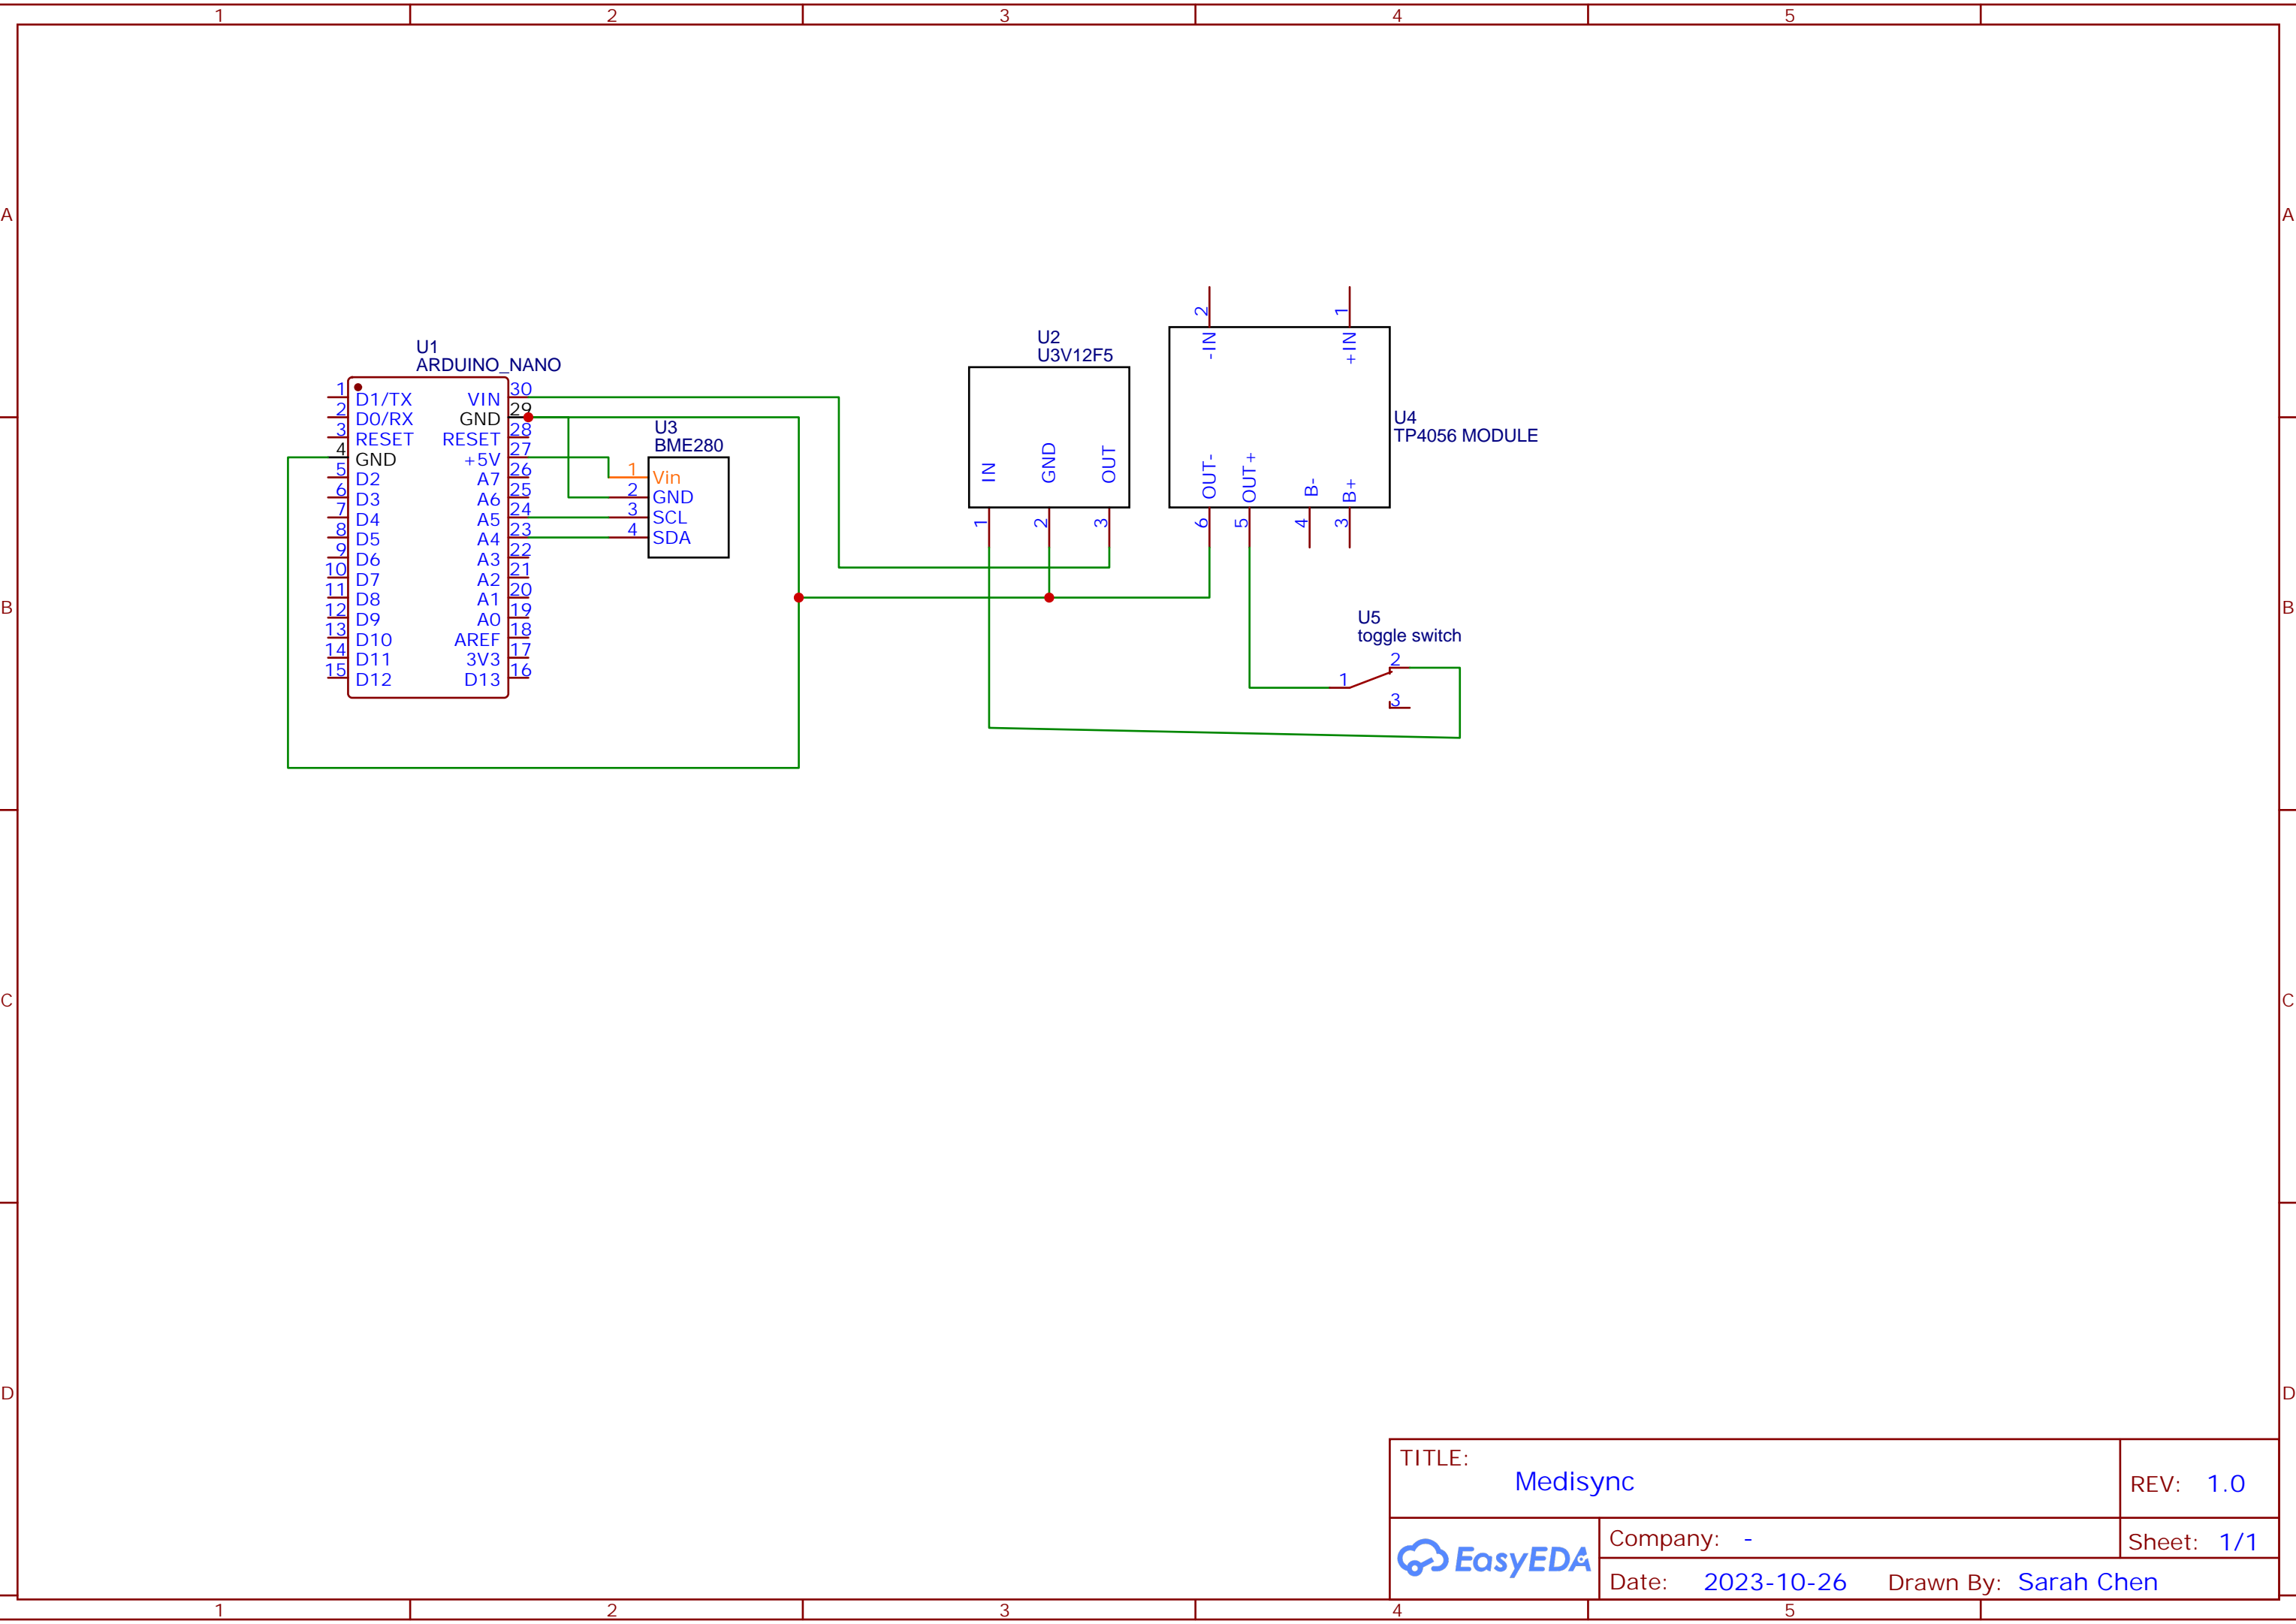 1 2 3 4 5
A A
B B
C C
D D
U1
ARDUINO_NANO
1 D1/TX VIN 30
2 D0/RX GND 29
3 RESET RESET 28
4 GND +5V 27
5 D2 A7 26
6 D3 A6 25
7 D4 A5 24
8 D5 A4 23
9 D6 A3 22
10 D7 A2 21
11 D8 A1 20
12 D9 A0 19
13 D10 AREF 18
14 D11 3V3 17
15 D12 D13 16
U3
BME280
1 Vin
2 GND
3 SCL
4 SDA
U2
U3V12F5
IN GND OUT
1 2 3
2 1
-IN +IN
U4
TP4056 MODULE
OUT- OUT+ B- B+
6 5 4 3
U5
toggle switch
2
1
3
TITLE:
Medisync
REV: 1.0
EasyEDA
Company: -
Sheet: 1/1
Date: 2023-10-26 Drawn By: Sarah Chen
1 2 3 4 5